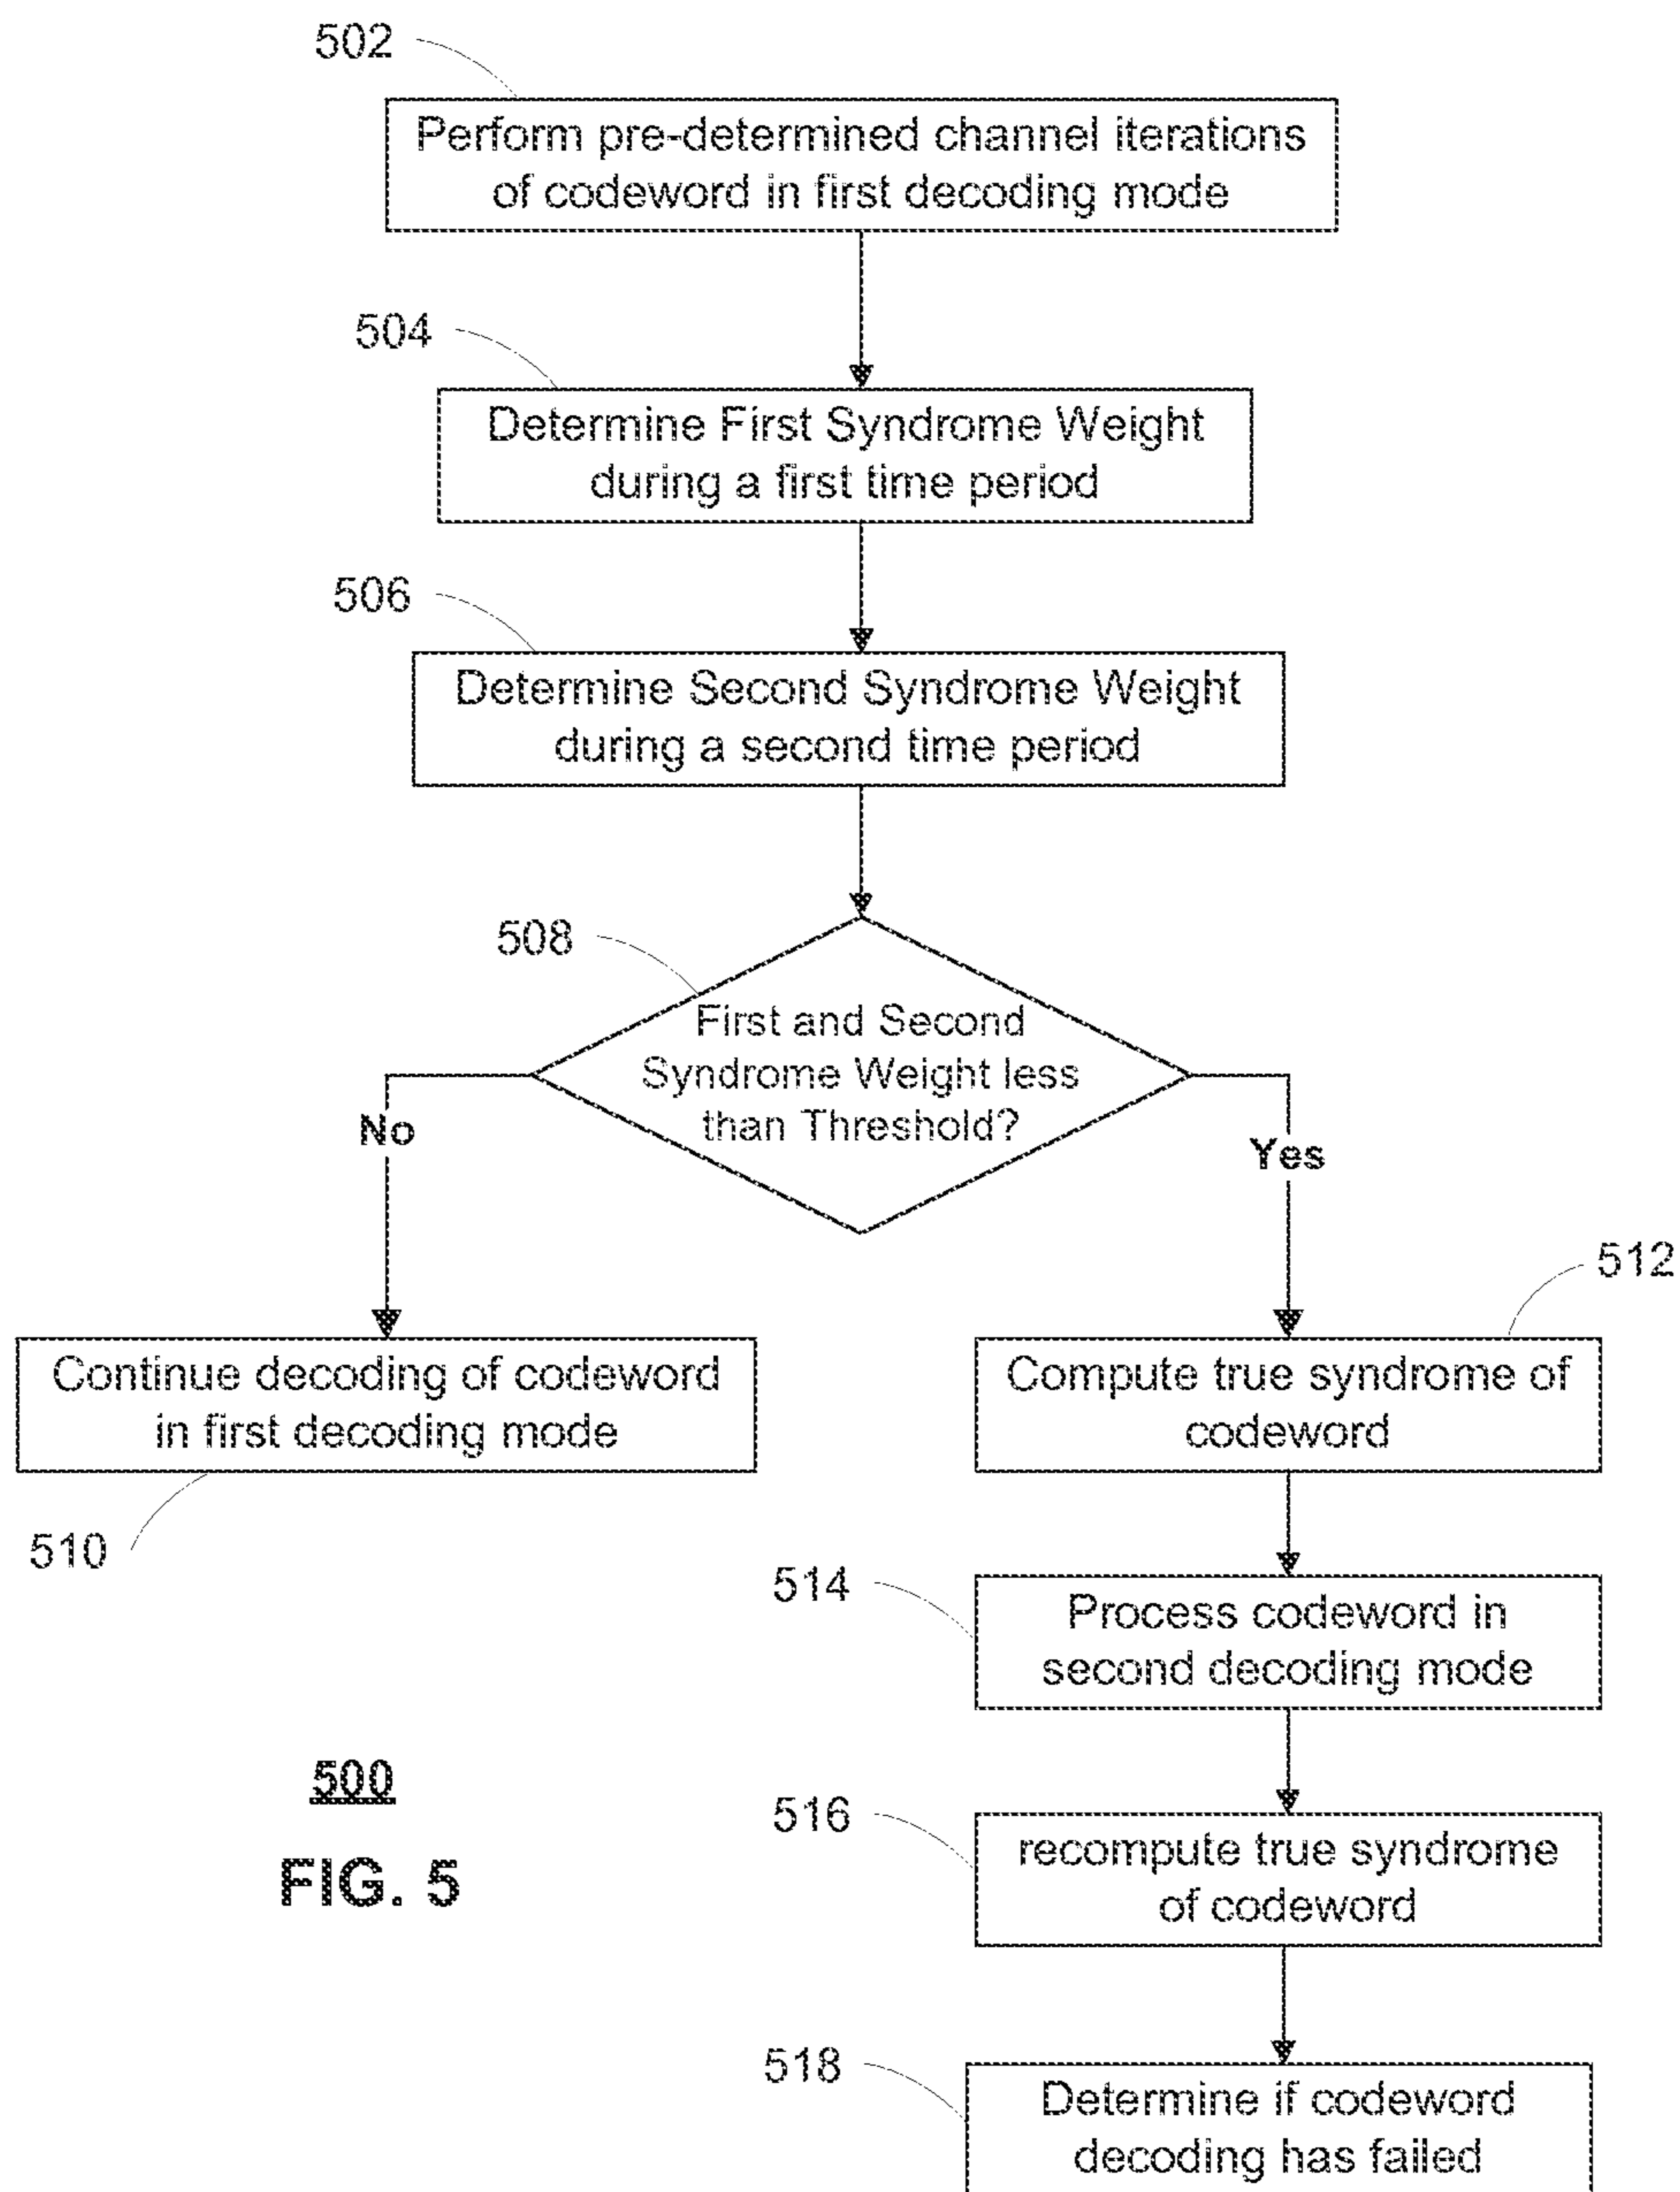 502
Perform pre-determined channel iterations
of codeword in first decoding mode
504
Determine First Syndrome Weight
during a first time period
506
Determine Second Syndrome Weight
during a second time period
508
First and Second
Syndrome Weight less
than Threshold?
No
Yes
512
Continue decoding of codeword
in first decoding mode
Compute true syndrome of
codeword
510
514
Process codeword in
second decoding mode
500
FIG. 5
516
recompute true syndrome
of codeword
518
Determine if codeword
decoding has failed